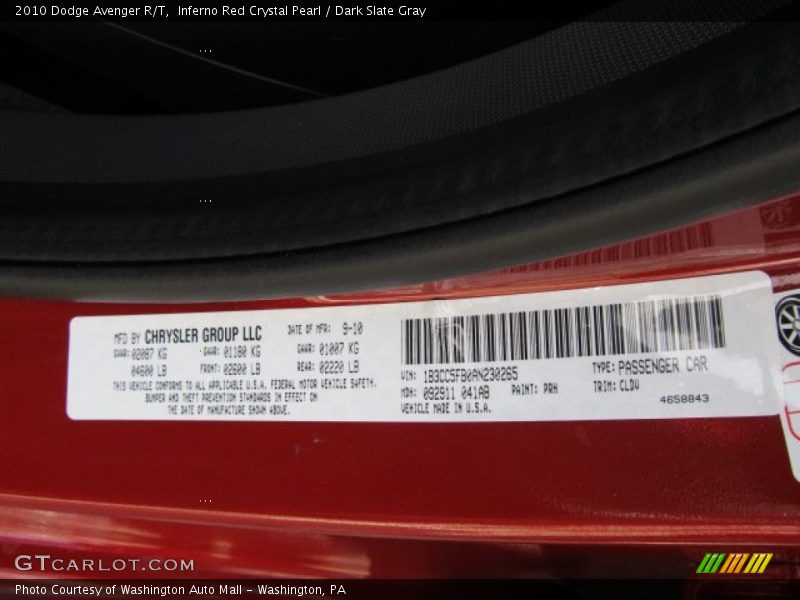 2010 Dodge Avenger R/T, Inferno Red Crystal Pearl / Dark Slate Gray
MFD BY CHRYSLER GROUP LLC
DATE OF MFR: 9-10
GVWR: 02087 KG
GAWR: 01180 KG
GAWR: 01007 KG
04600 LB
FRONT: 02600 LB
REAR: 02220 LB
THIS VEHICLE CONFORMS TO ALL APPLICABLE U.S.A. FEDERAL MOTOR VEHICLE SAFETY,
BUMPER AND THEFT PREVENTION STANDARDS IN EFFECT ON
THE DATE OF MANUFACTURE SHOWN ABOVE.
VIN: 1B3CC5FB0AN230265
TYPE: PASSENGER CAR
MDH: 092911 041AB
PAINT: PRH
TRIM: CLDV
VEHICLE MADE IN U.S.A.
4658843
GTCARLOT.COM
Photo Courtesy of Washington Auto Mall - Washington, PA